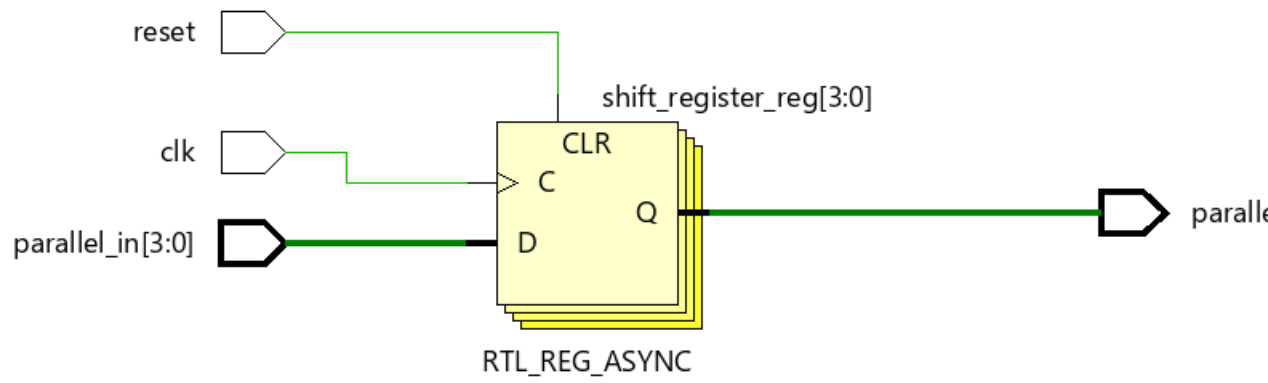 reset
shift_register_reg[3:0]
CLR
clk
C
Q
parallel_in[3:0]
D
RTL_REG_ASYNC